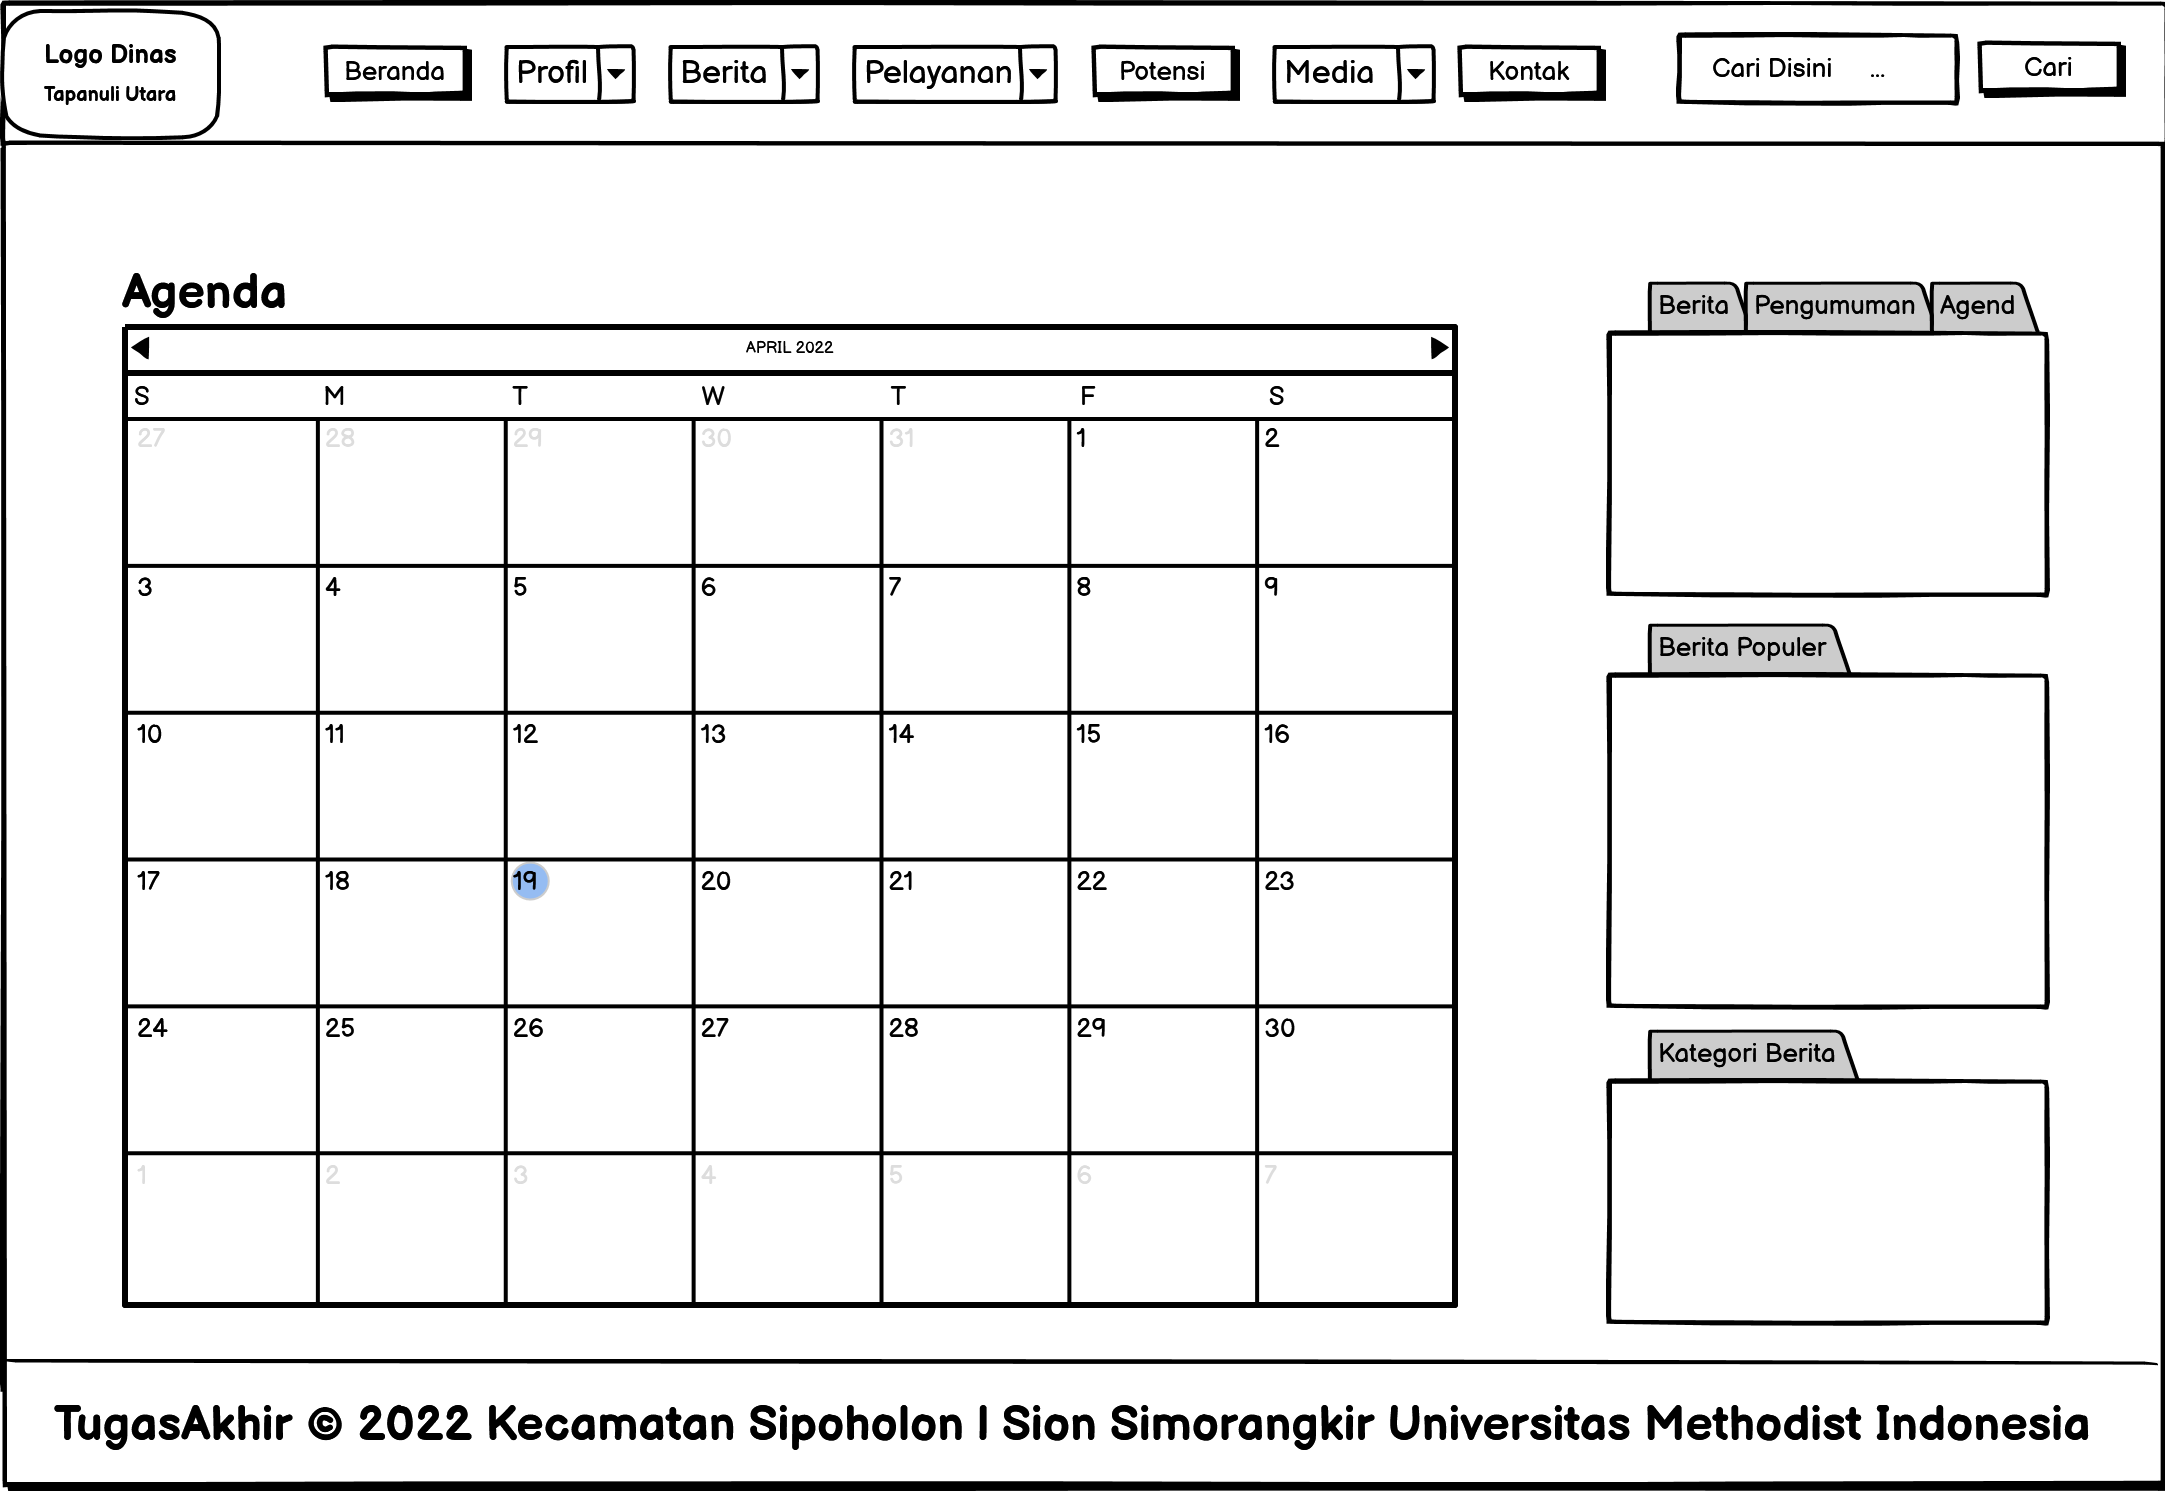 Logo Dinas
Tapanuli Utara
Beranda Profil Berita Pelayanan Potensi Media Kontak Cari Disini ... Cari
Agenda
APRIL 2022
S M T W T F S
27 28 29 30 31 1 2
3 4 5 6 7 8 9
10 11 12 13 14 15 16
17 18 19 20 21 22 23
24 25 26 27 28 29 30
1 2 3 4 5 6 7
Berita Pengumuman Agend
Berita Populer
Kategori Berita
TugasAkhir © 2022 Kecamatan Sipoholon | Sion Simorangkir Universitas Methodist Indonesia